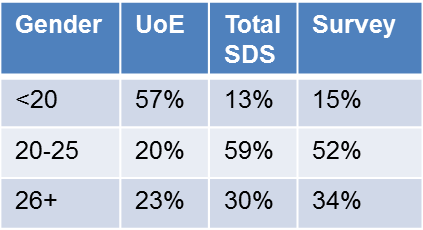 Gender UoE Total SDS Survey
<20 57% 13% 15%
20-25 20% 59% 52%
26+ 23% 30% 34%